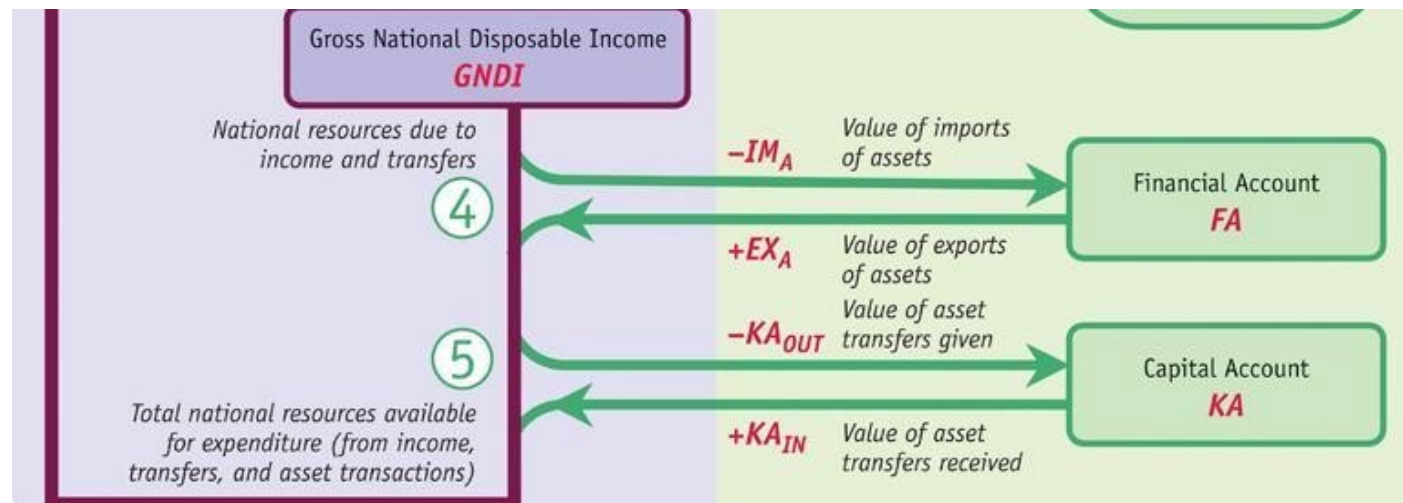 Gross National Disposable Income
GNDI
National resources due to
income and transfers
4
–IMA
Value of imports
of assets
Financial Account
FA
+EXA
Value of exports
of assets
–KAOUT
Value of asset
transfers given
5
Capital Account
KA
Total national resources available
for expenditure (from income,
transfers, and asset transactions)
+KAIN
Value of asset
transfers received